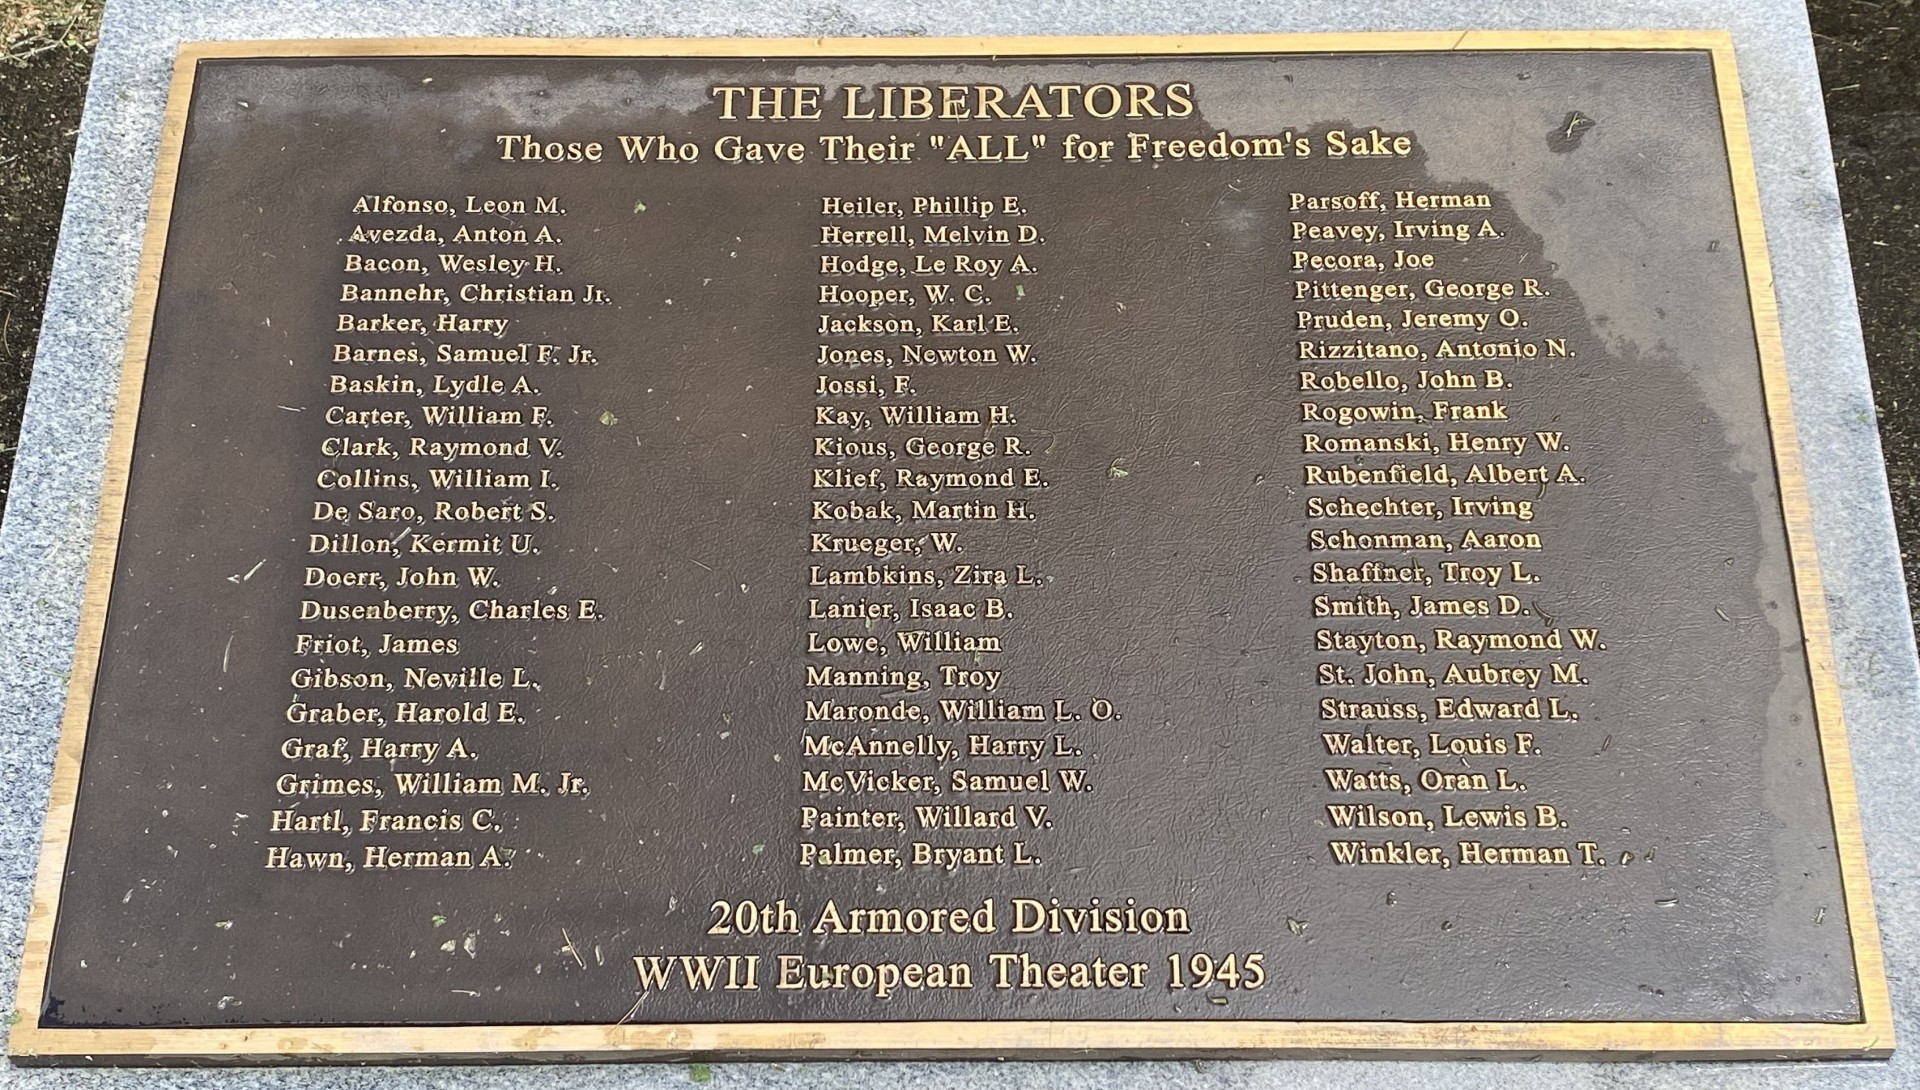 THE LIBERATORS
Those Who Gave Their "ALL" for Freedom's Sake
Alfonso, Leon M.
Avezda, Anton A.
Bacon, Wesley H.
Bannehr, Christian Jr.
Barker, Harry
Barnes, Samuel F. Jr.
Baskin, Lydle A.
Carter, William F.
Clark, Raymond V.
Collins, William I.
De Saro, Robert S.
Dillon, Kermit U.
Doerr, John W.
Dusenberry, Charles E.
Friot, James
Gibson, Neville L.
Graber, Harold E.
Graf, Harry A.
Grimes, William M. Jr.
Hartl, Francis C.
Hawn, Herman A.
Heiler, Phillip E.
Herrell, Melvin D.
Hodge, Le Roy A.
Hooper, W. C.
Jackson, Karl E.
Jones, Newton W.
Jossi, F.
Kay, William H.
Kious, George R.
Klief, Raymond E.
Kobak, Martin H.
Krueger, W.
Lambkins, Zira L.
Lanier, Isaac B.
Lowe, William
Manning, Troy
Maronde, William L. O.
McAnnelly, Harry L.
McVicker, Samuel W.
Painter, Willard V.
Palmer, Bryant L.
Parsoff, Herman
Peavey, Irving A.
Pecora, Joe
Pittenger, George R.
Pruden, Jeremy O.
Rizzitano, Antonio N.
Robello, John B.
Rogowin, Frank
Romanski, Henry W.
Rubenfield, Albert A.
Schechter, Irving
Schonman, Aaron
Shaffner, Troy L.
Smith, James D.
Stayton, Raymond W.
St. John, Aubrey M.
Strauss, Edward L.
Walter, Louis F.
Watts, Oran L.
Wilson, Lewis B.
Winkler, Herman T.
20th Armored Division
WWII European Theater 1945